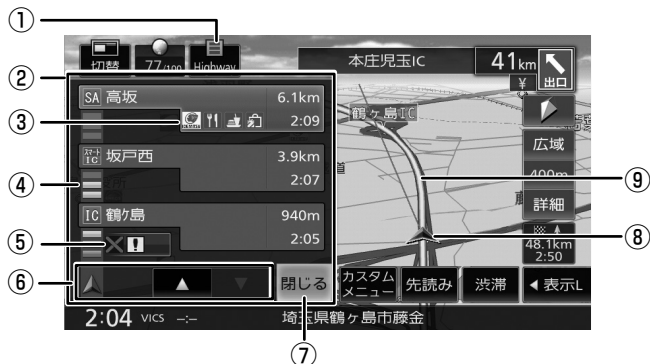 ①
切替 77/100 Highway 本庄児玉IC 41km
¥ 出口
②
SA 高坂 6.1km
③ 2:09
鶴ヶ島IC
広域
スマートIC 坂戸西 3.9km
④ 2:07
400m
⑨
詳細
IC 鶴ヶ島 940m
⑤ 2:05
⑧
48.1km
2:50
⑥
閉じる
カスタムメニュー 先読み 渋滞 ◀表示L
2:04 VICS -:-- 埼玉県鶴ヶ島市藤金
⑦